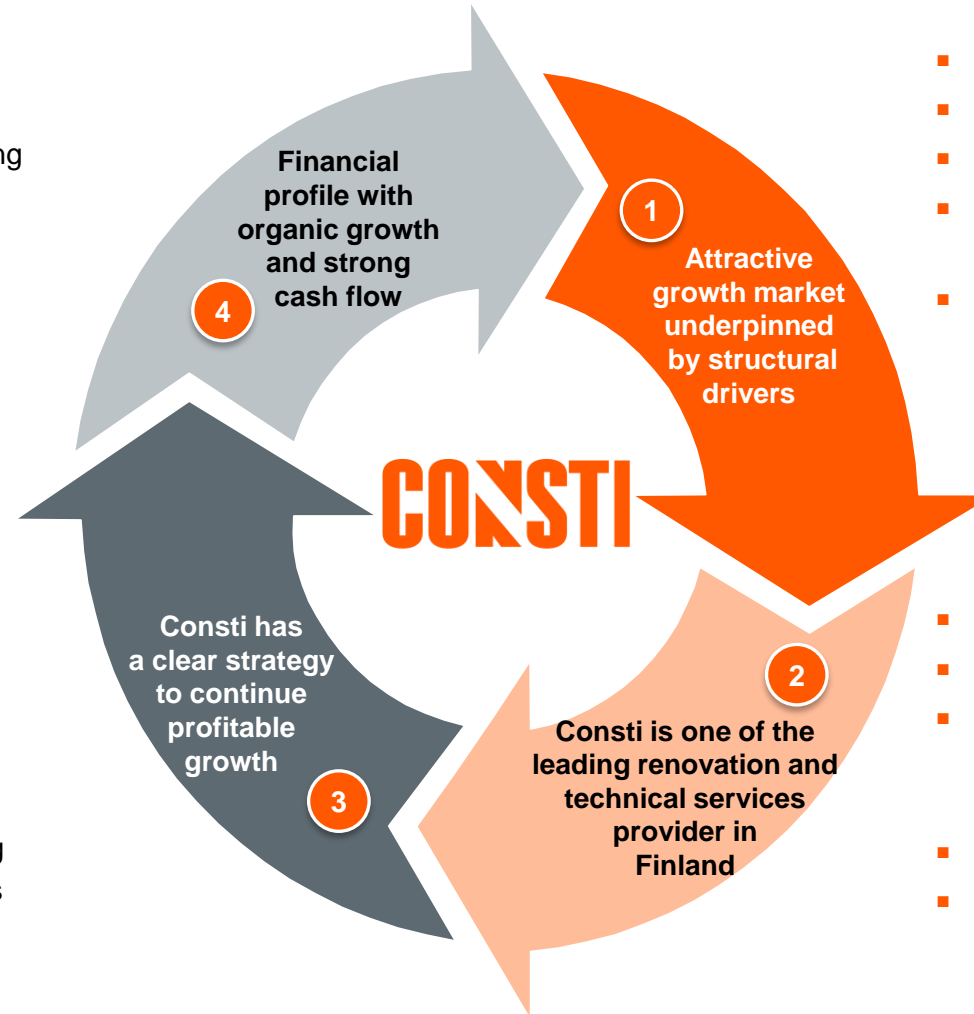 Financial
profile with
organic growth
and strong
cash flow
4
1
Attractive
growth market
underpinned
by structural
drivers
CONSTI
2
Consti is one of the
leading renovation and
technical services
provider in
Finland
Consti has
a clear strategy
to continue
profitable
growth
3